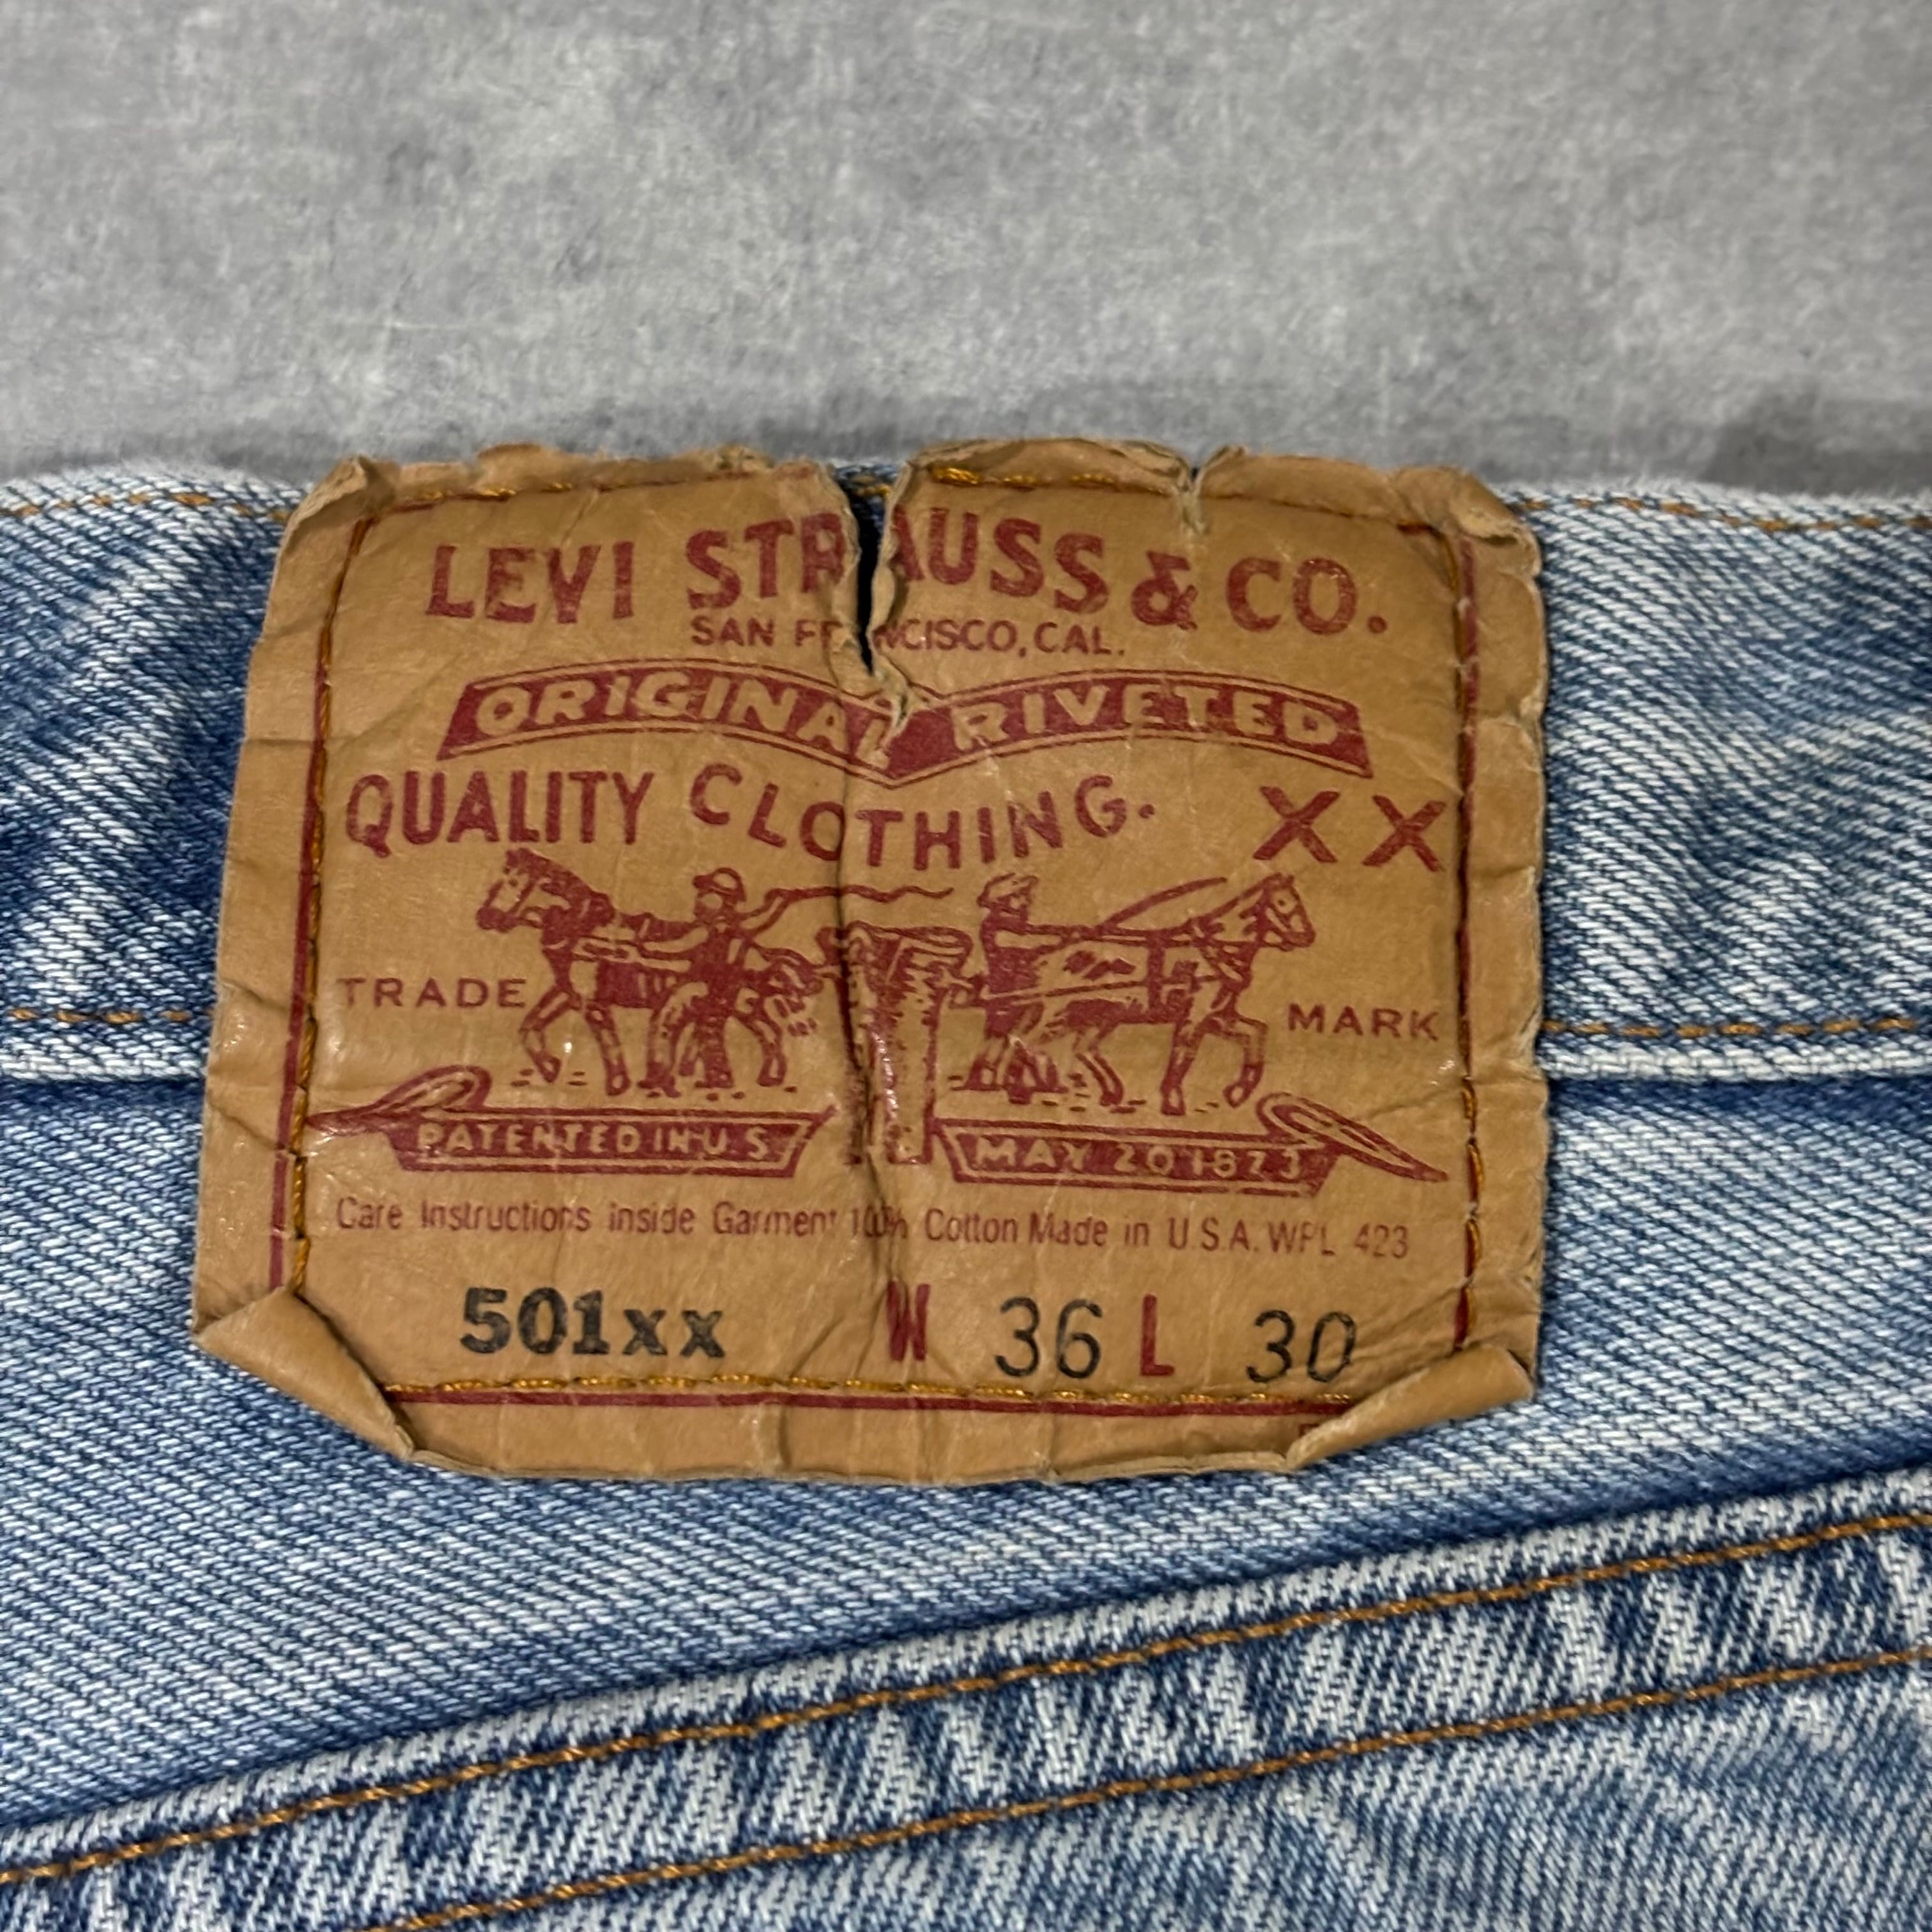 LEVI STRAUSS & CO.
SAN FRANCISCO, CAL.
ORIGINAL RIVETED
QUALITY CLOTHING. XX
TRADE MARK
PATENTED IN U.S. MAY 20 1873
Care Instructions Inside Garment 100% Cotton Made in U.S.A. WPL 423
501xx W 36 L 30